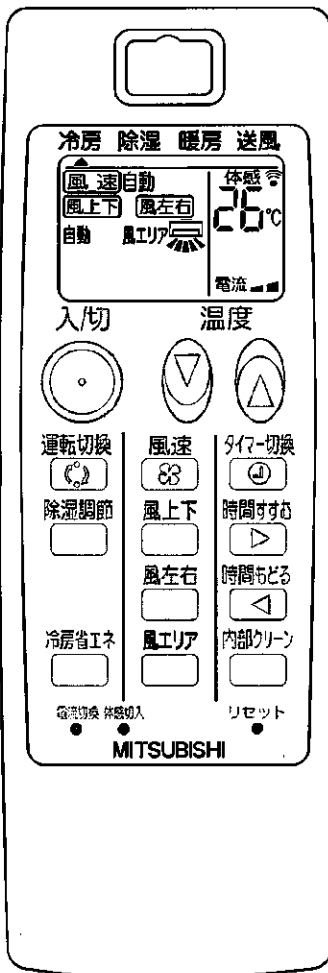 冷房 除湿 暖房 送風
風速 自動 体感
風上下 風左右 26℃
自動 風エリア
電流
入/切 温度
運転切換 風速 タイマー切換
除湿調節 風上下 時間すすむ
風左右 時間もどる
冷房省エネ 風エリア 内部クリーン
電流切換 体感切入 リセット
MITSUBISHI